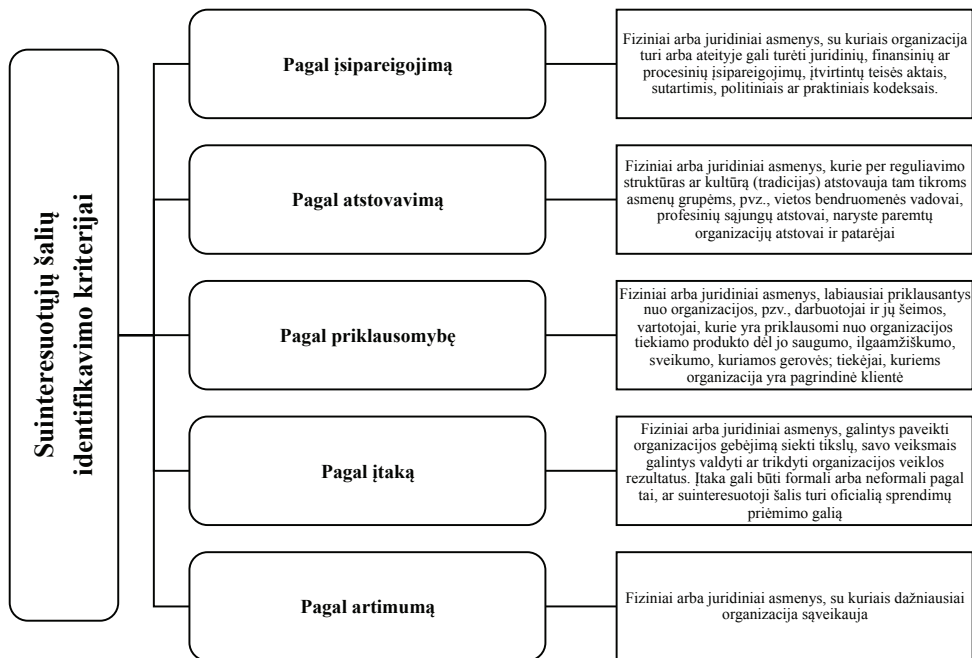 Suinteresuotųjų šalių
identifikavimo kriterijai
Pagal įsipareigojimą
Fiziniai arba juridiniai asmenys, su kuriais organizacija
turi arba ateityje gali turėti juridinių, finansinių ar
procesinių įsipareigojimų, įtvirtintų teisės aktais,
sutartimis, politiniais ar praktiniais kodeksais.
Pagal atstovavimą
Fiziniai arba juridiniai asmenys, kurie per reguliavimo
struktūras ar kultūrą (tradicijas) atstovauja tam tikroms
asmenų grupėms, pvz., vietos bendruomenės vadovai,
profesinių sąjungų atstovai, naryste paremtų
organizacijų atstovai ir patarėjai
Pagal priklausomybę
Fiziniai arba juridiniai asmenys, labiausiai priklausantys
nuo organizacijos, pzv., darbuotojai ir jų šeimos,
vartotojai, kurie yra priklausomi nuo organizacijos
tiekiamo produkto dėl jo saugumo, ilgaamžiškumo,
sveikumo, kuriamos gerovės; tiekėjai, kuriems
organizacija yra pagrindinė klientė
Pagal įtaką
Fiziniai arba juridiniai asmenys, galintys paveikti
organizacijos gebėjimą siekti tikslų, savo veiksmais
galintys valdyti ar trikdyti organizacijos veiklos
rezultatus. Įtaka gali būti formali arba neformali pagal
tai, ar suinteresuotoji šalis turi oficialią sprendimų
priėmimo galią
Pagal artimumą
Fiziniai arba juridiniai asmenys, su kuriais dažniausiai
organizacija sąveikauja